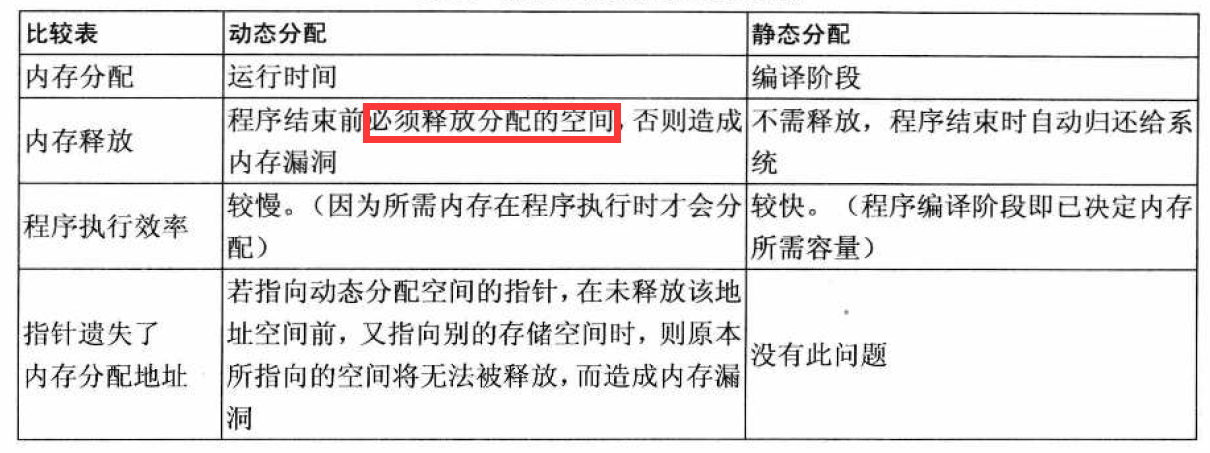 比较表 动态分配 静态分配
内存分配 运行时间 编译阶段
内存释放
程序结束前必须释放分配的空间,否则造成
内存漏洞
不需释放，程序结束时自动归还给系
统
程序执行效率
较慢。（因为所需内存在程序执行时才会分
配）
较快。（程序编译阶段即已决定内存
所需容量）
指针遗失了
内存分配地址
若指向动态分配空间的指针，在未释放该地
址空间前，又指向别的存储空间时，则原本
所指向的空间将无法被释放，而造成内存漏
洞
没有此问题